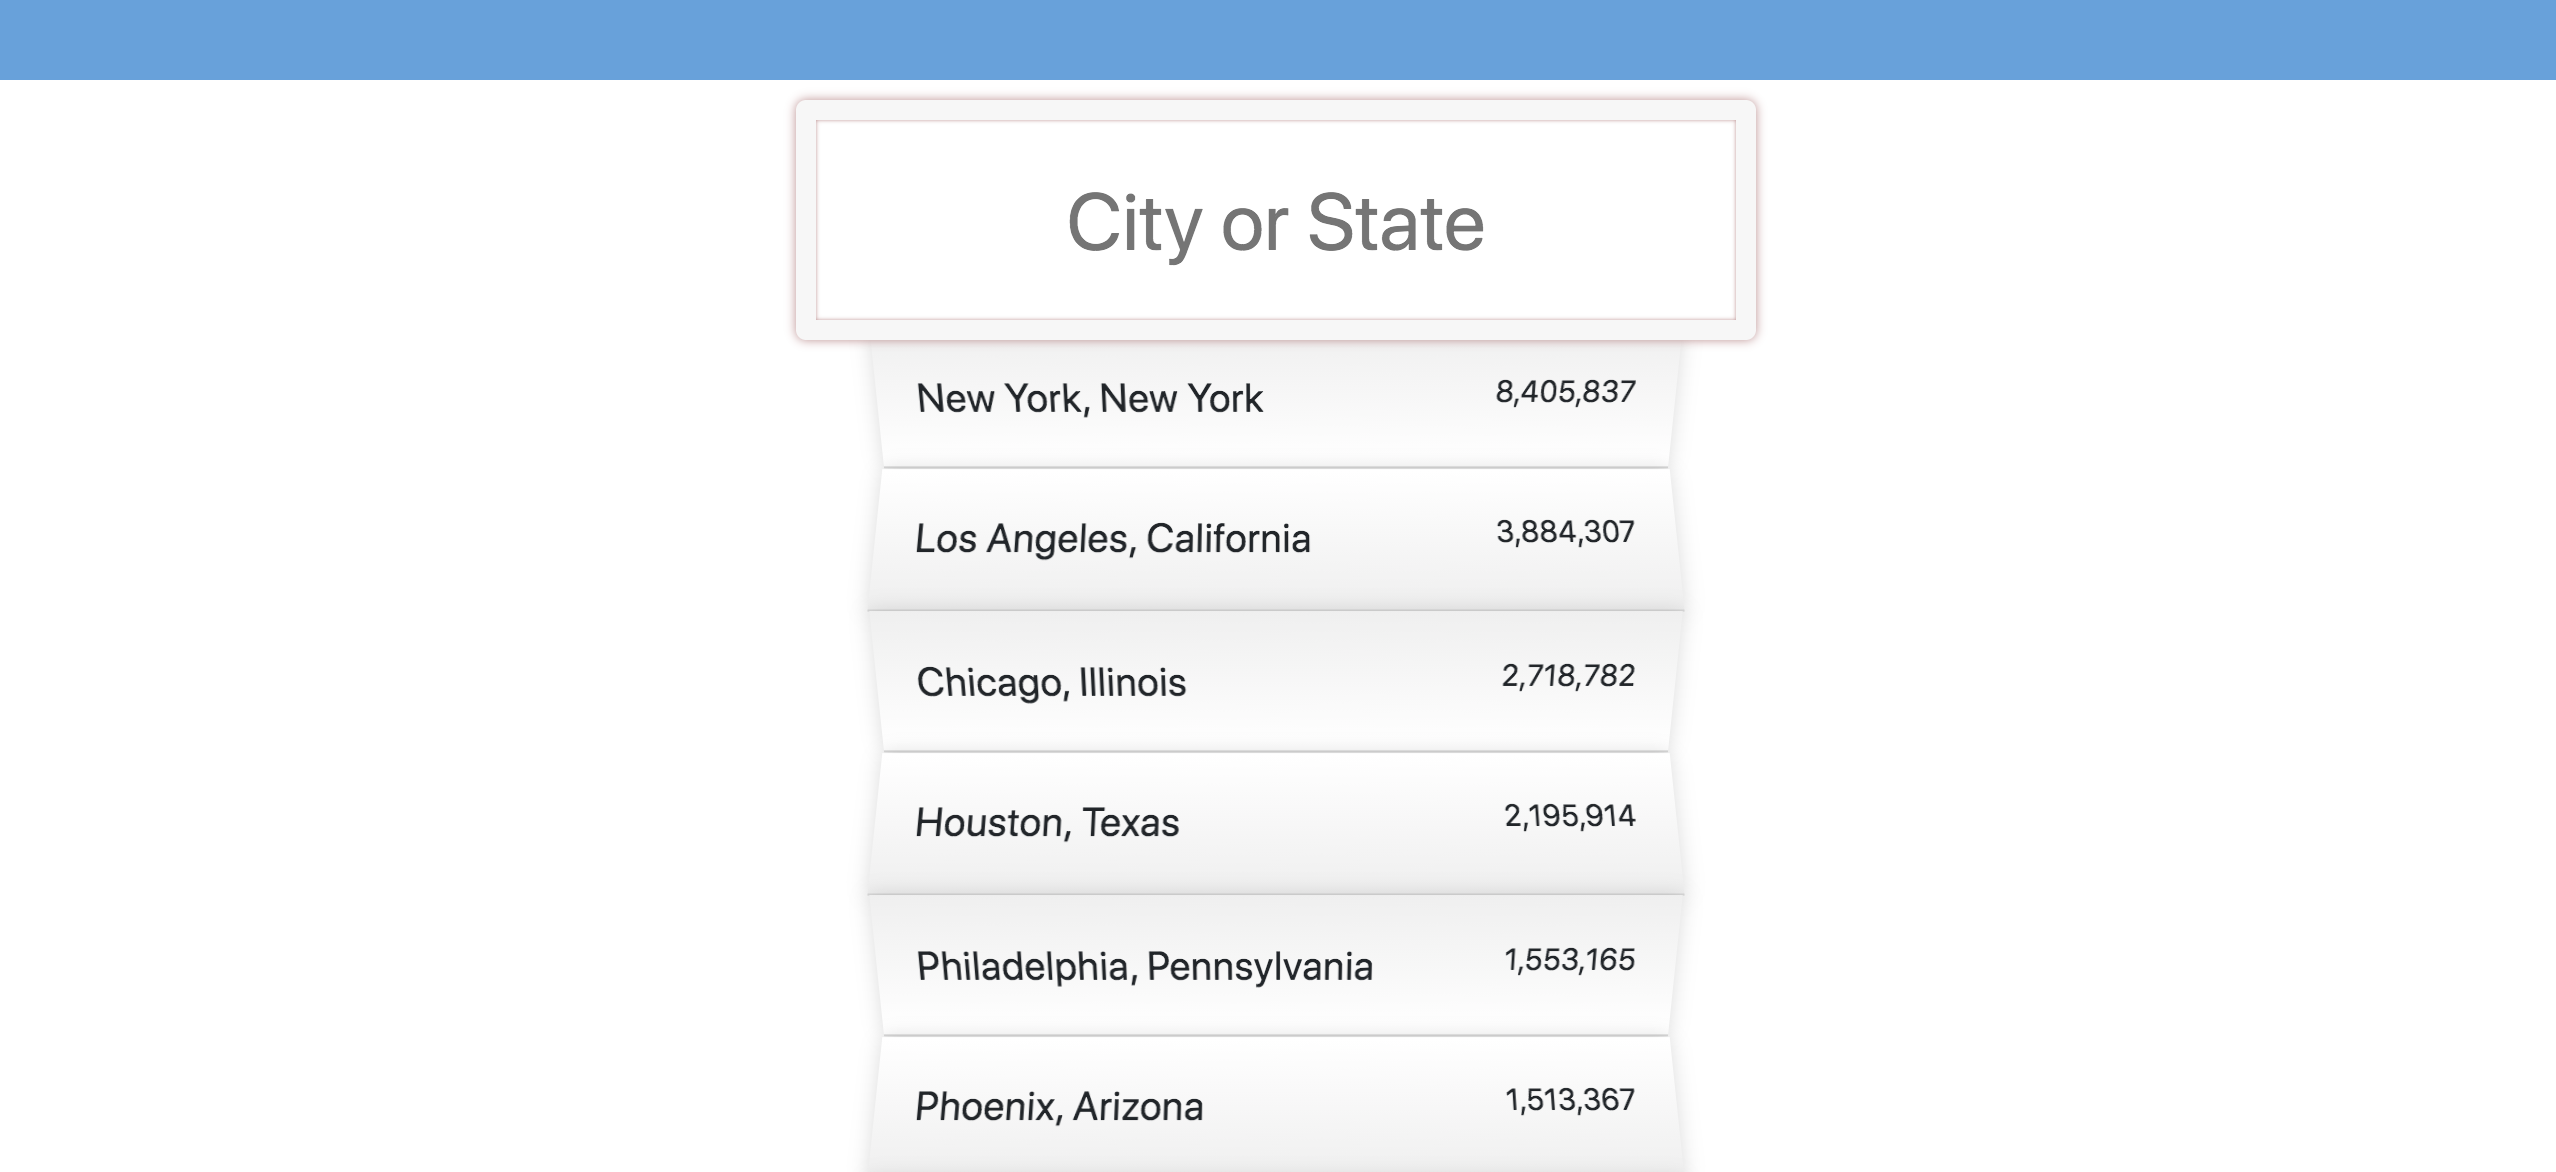 City or State
New York, New York 8,405,837
Los Angeles, California 3,884,307
Chicago, Illinois 2,718,782
Houston, Texas 2,195,914
Philadelphia, Pennsylvania 1,553,165
Phoenix, Arizona 1,513,367